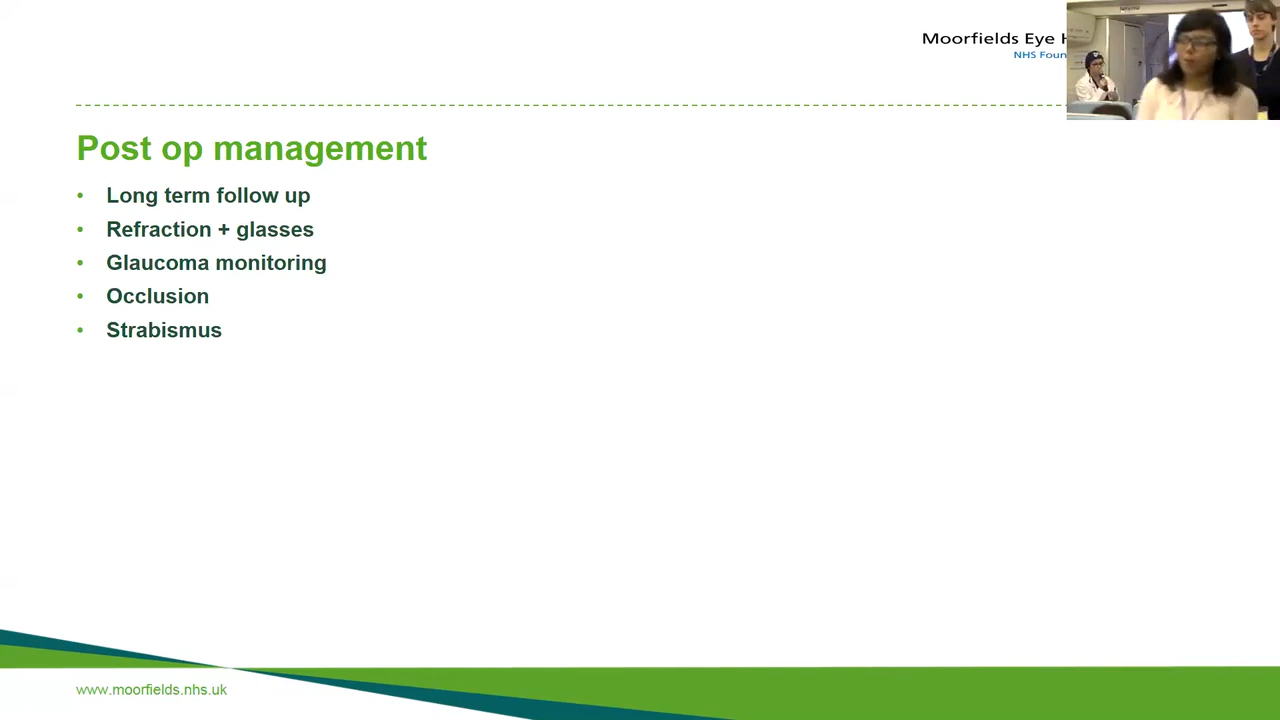 Moorfields Eye
NHS
Post op management
• Long term follow up
• Refraction + glasses
• Glaucoma monitoring
• Occlusion
• Strabismus
www.moorfields.nhs.uk